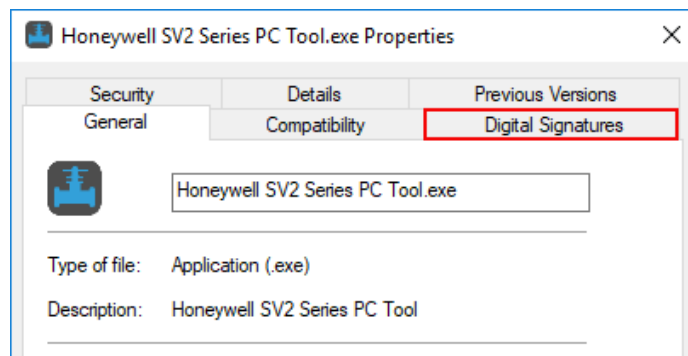 Honeywell SV2 Series PC Tool.exe Properties
Security Details Previous Versions
General Compatibility Digital Signatures
Honeywell SV2 Series PC Tool.exe
Type of file: Application (.exe)
Description: Honeywell SV2 Series PC Tool